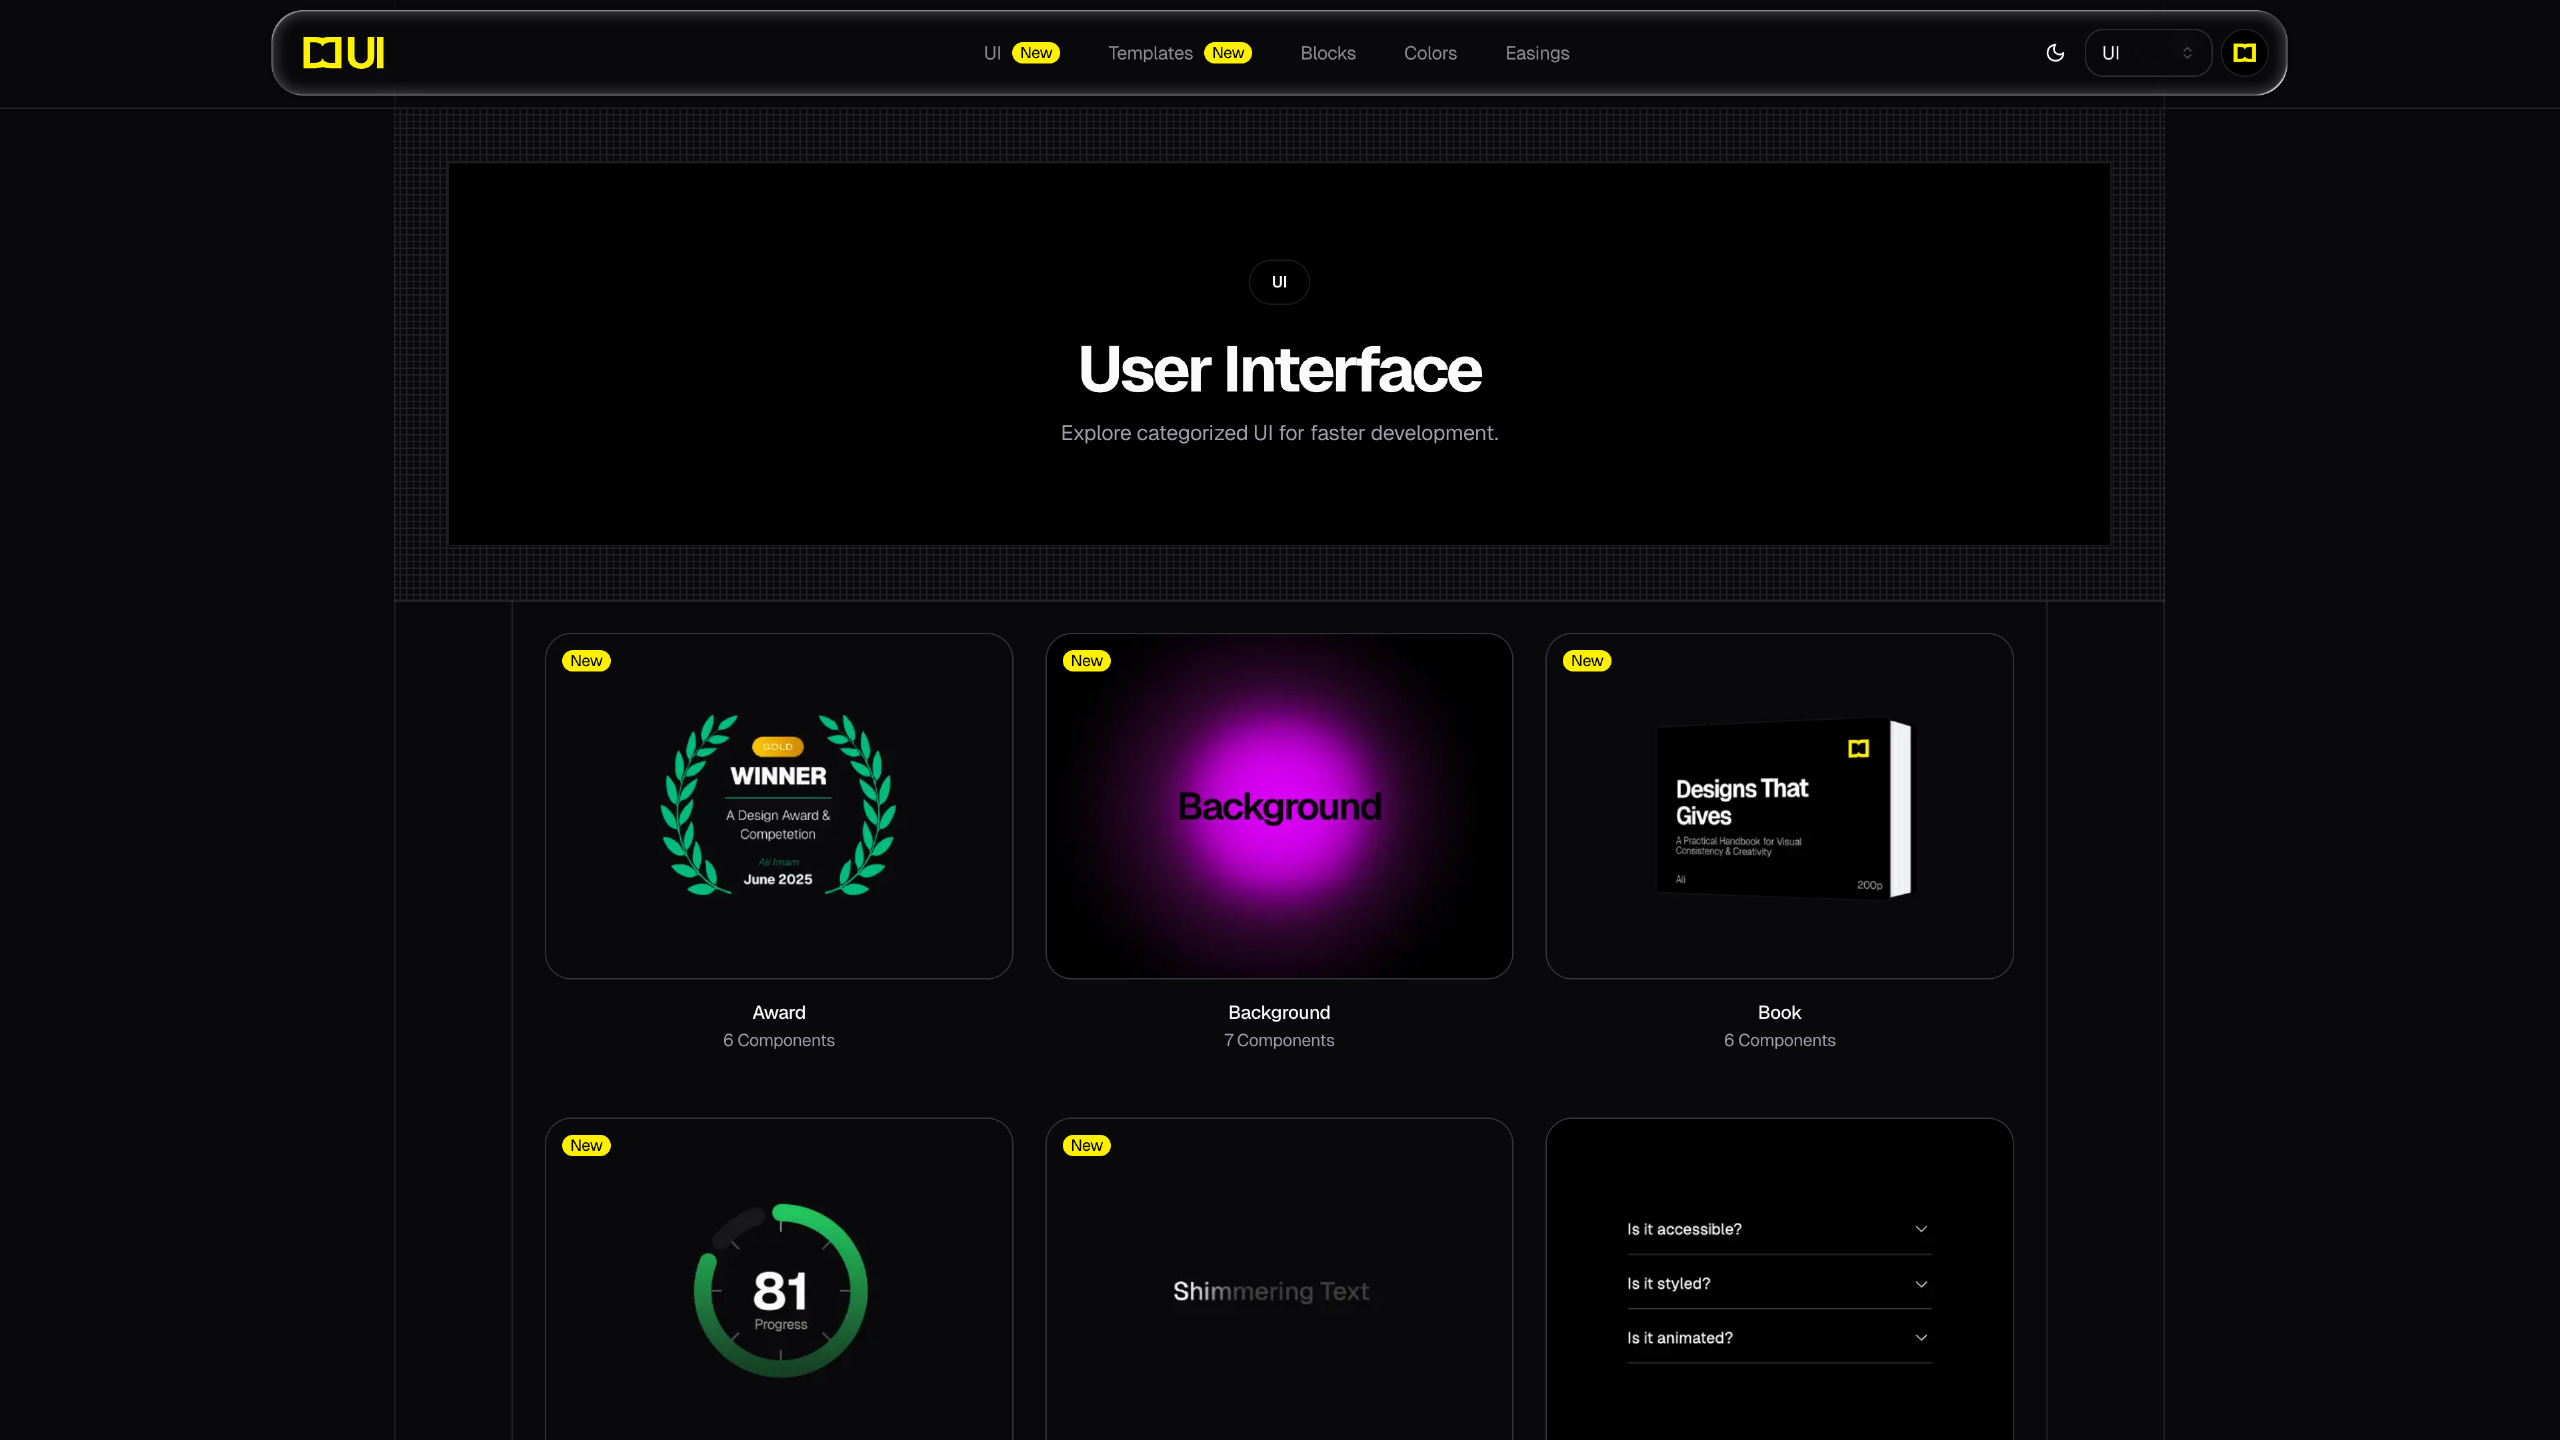 UI
UI New
Templates New
Blocks
Colors
Easings
UI
UI
User Interface
Explore categorized UI for faster development.
New
GOLD
WINNER
A Design Award &
Competetion
Ali Imam
June 2025
Award
6 Components
New
Background
Background
7 Components
New
Designs That
Gives
A Practical Handbook for Visual
Consistency & Creativity
Ali
200p
Book
6 Components
New
81
Progress
New
Shimmering Text
Is it accessible?
Is it styled?
Is it animated?